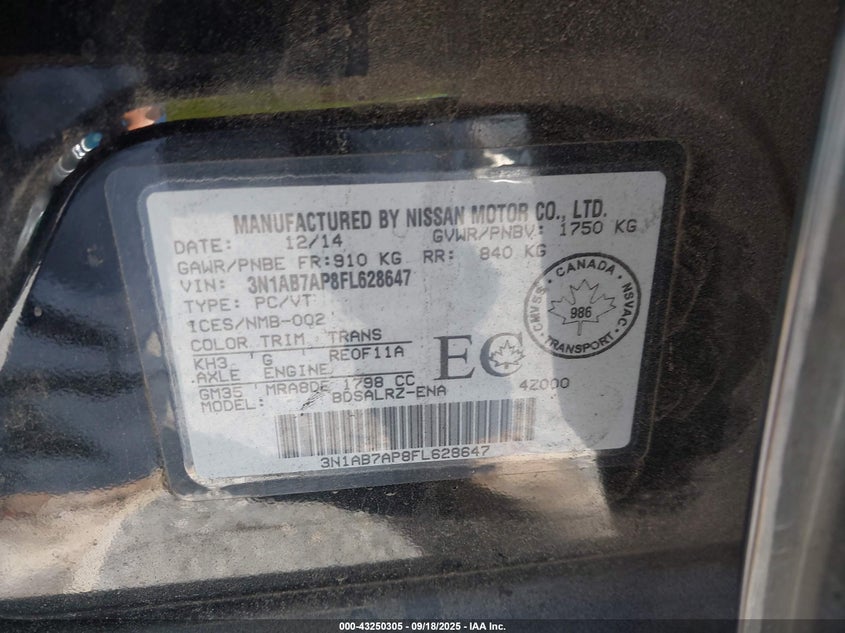 MANUFACTURED BY NISSAN MOTOR CO., LTD.
DATE: 12/14 GVWR/PNBV: 1750 KG
GAWR/PNBE FR:910 KG RR: 840 KG
VIN: 3N1AB7AP8FL628647
TYPE: PC/VT
ICES/NMB-002
COLOR TRIM TRANS
KH3 G RE0F11A
AXLE ENGINE
GM35 MRA8DE 1798 CC
MODEL: BDSALRZ-ENA 4Z000
EC
CANADA
CMVSS 986 NSVAC
TRANSPORT
3N1AB7AP8FL628647
000-43250305 - 09/18/2025 - IAA Inc.